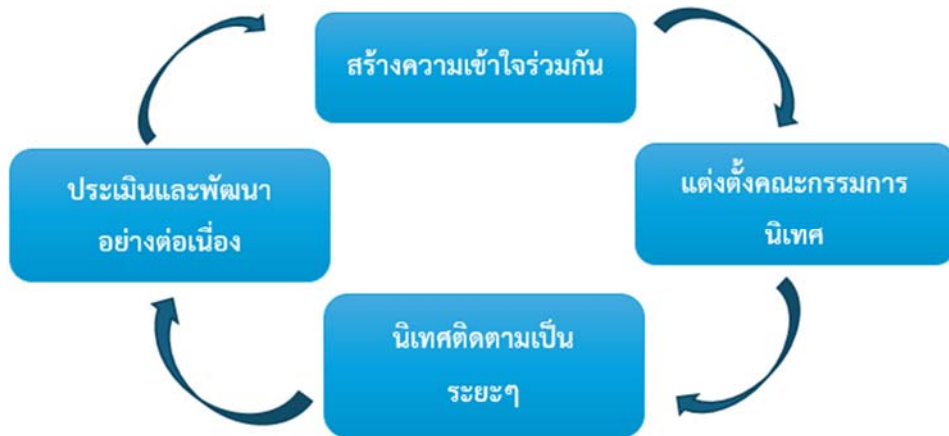 สร้างความเข้าใจร่วมกัน
แต่งตั้งคณะกรรมการ
นิเทศ
นิเทศติดตามเป็น
ระยะๆ
ประเมินและพัฒนา
อย่างต่อเนื่อง